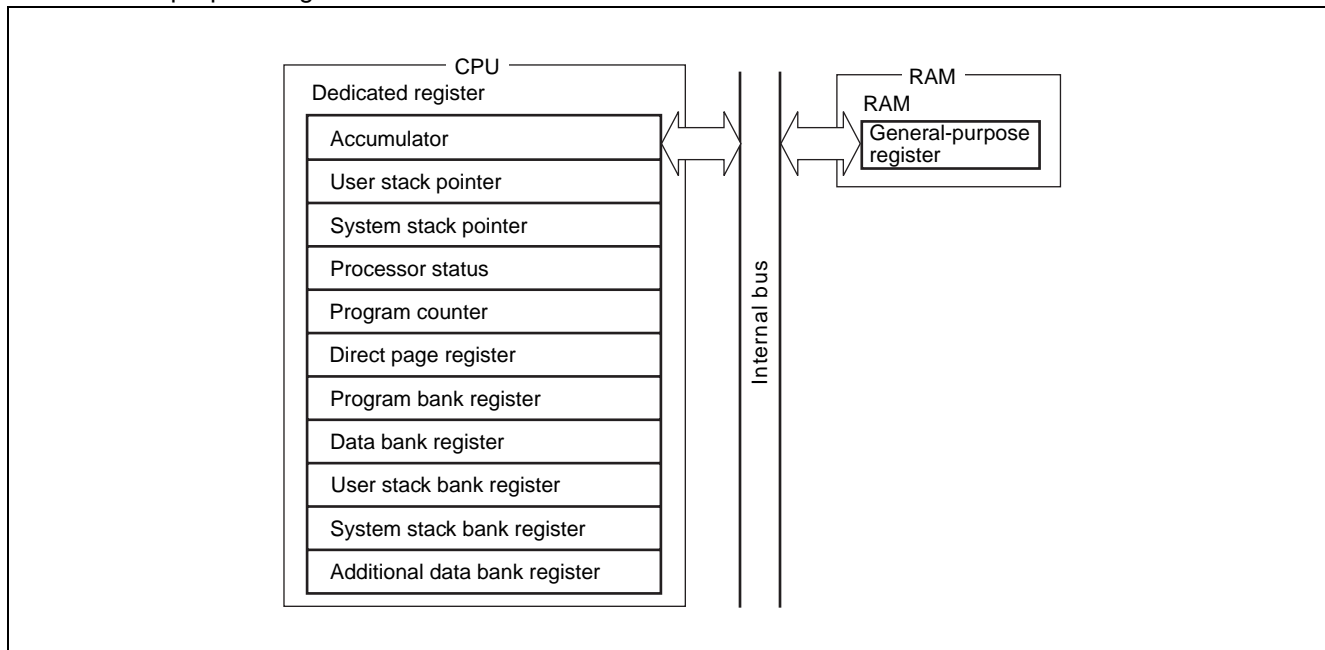 CPU
Dedicated register
Accumulator
User stack pointer
System stack pointer
Processor status
Program counter
Direct page register
Program bank register
Data bank register
User stack bank register
System stack bank register
Additional data bank register
Internal bus
RAM
RAM
General-purpose
register